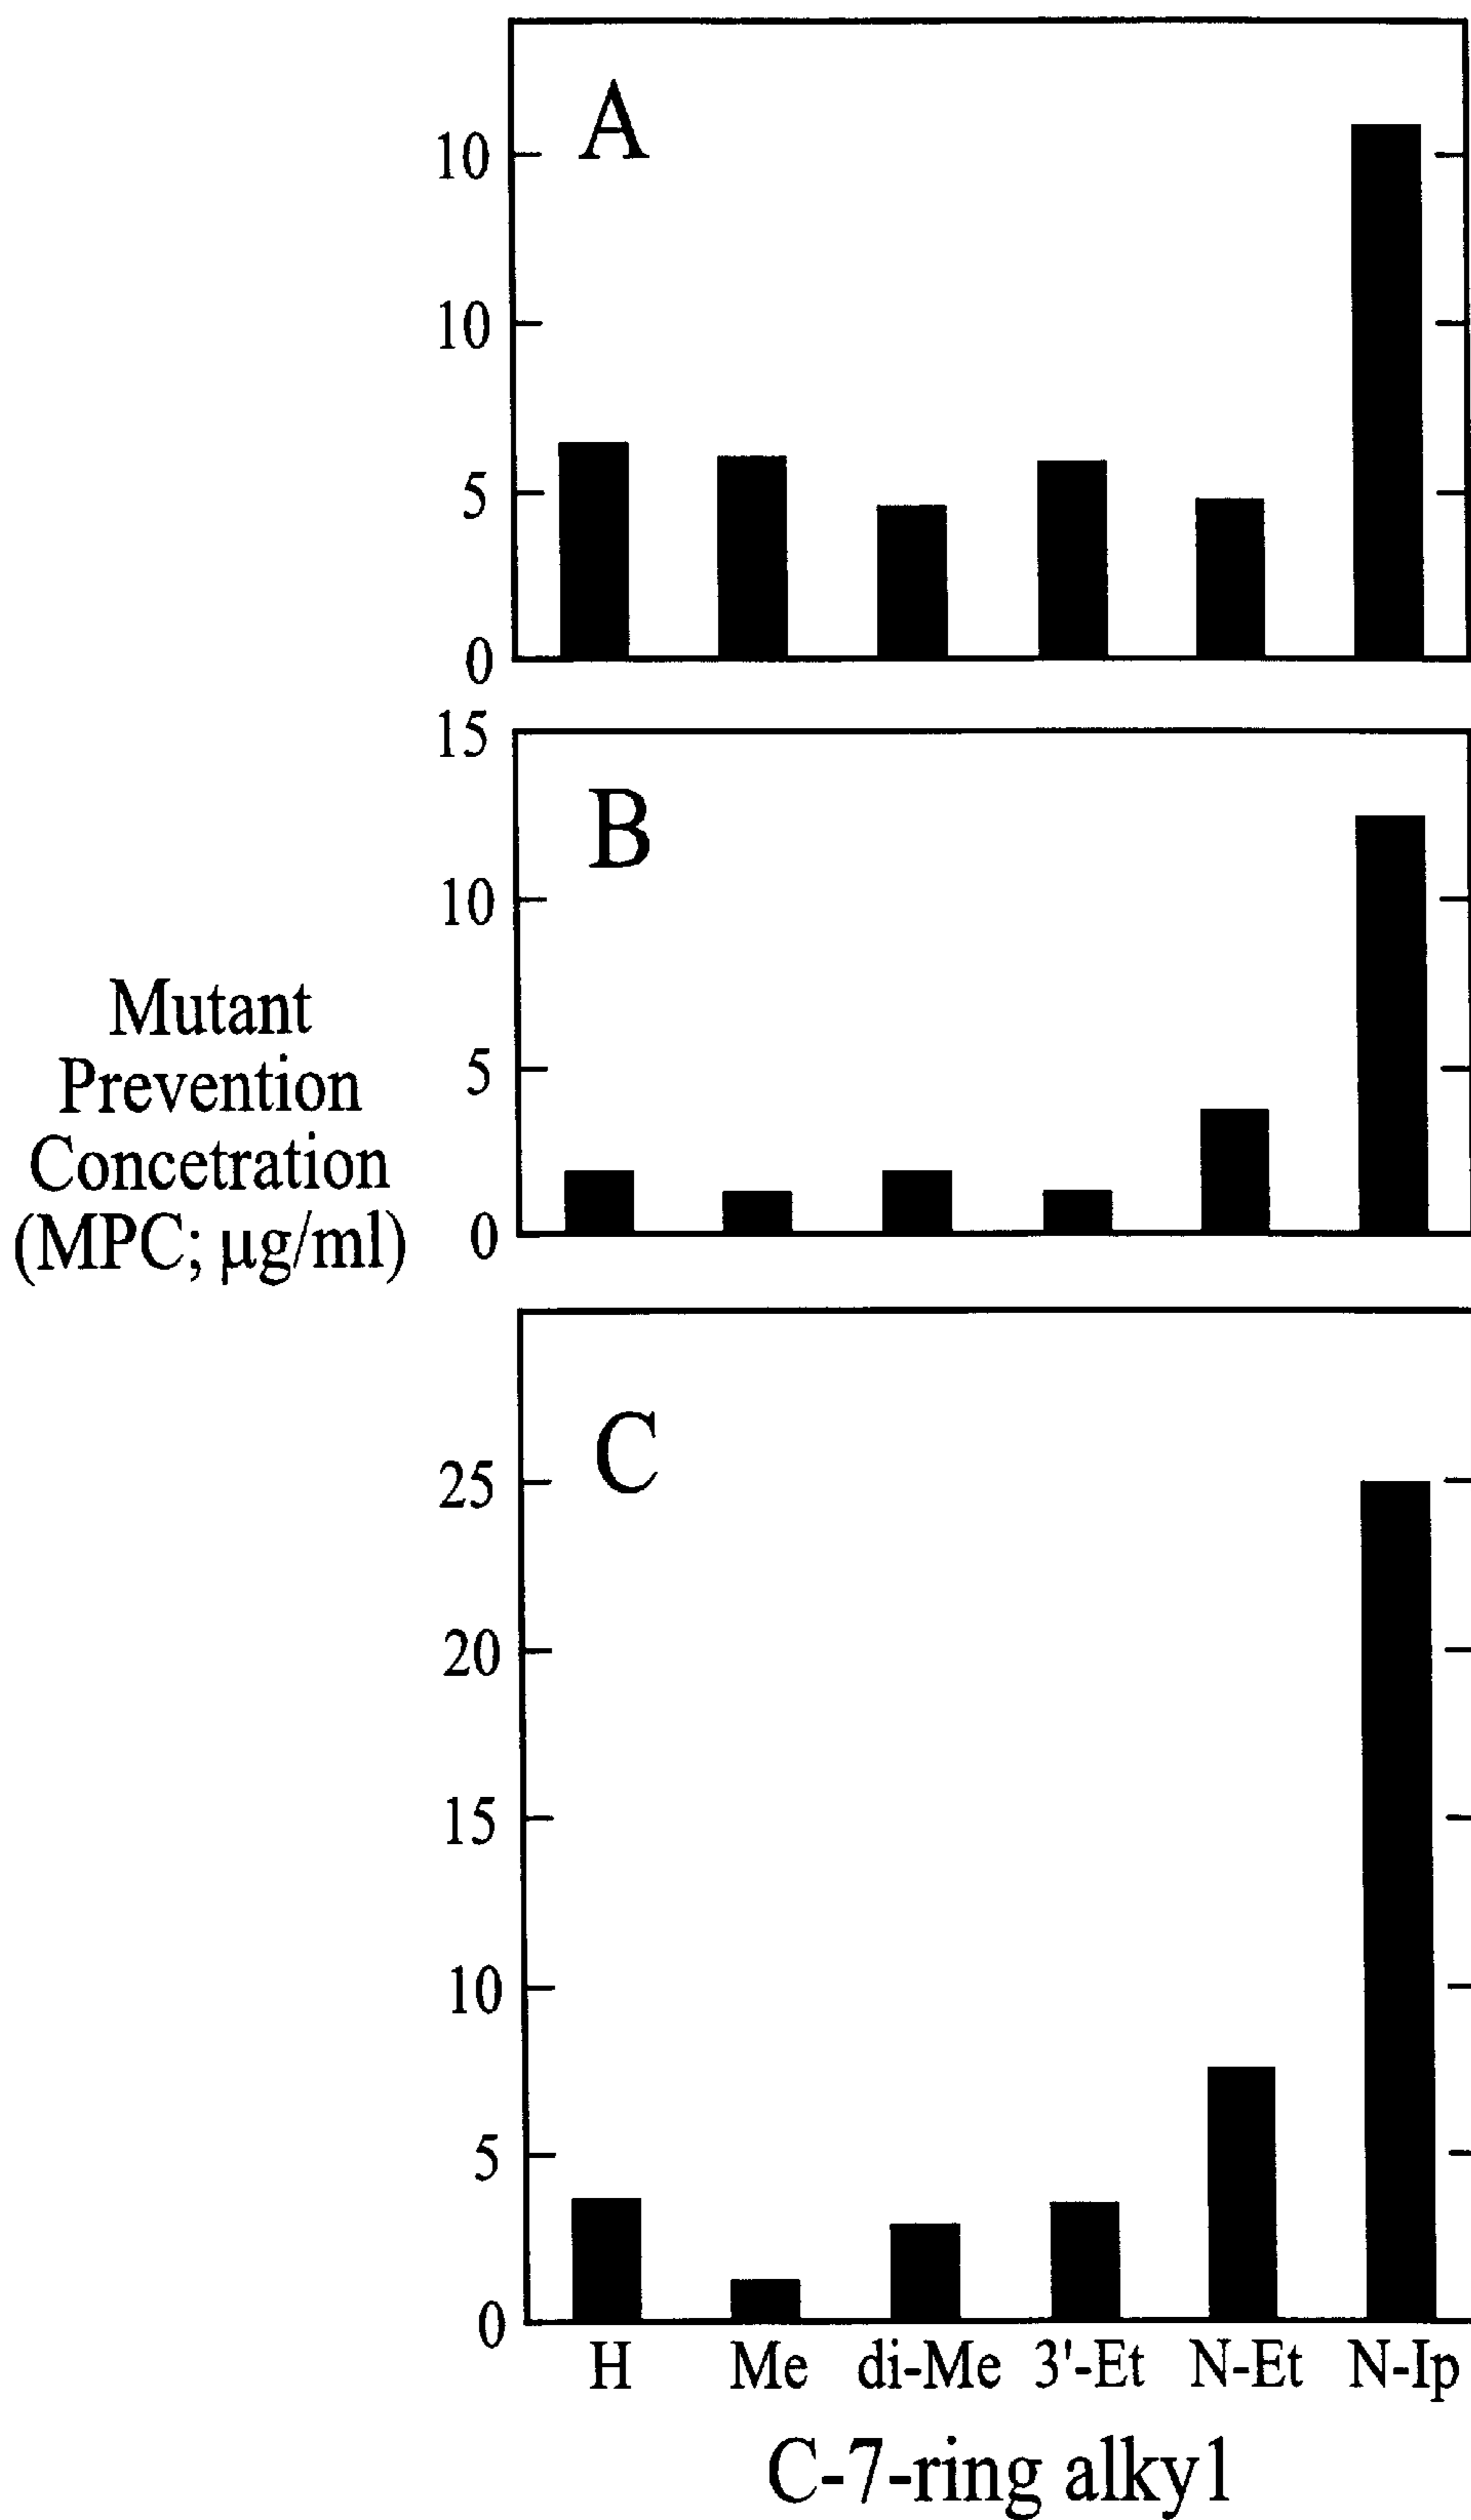 A
10
10
5
0
B
15
10
5
0
Mutant
Prevention
Concetration
(MPC; μg/ml)
C
25
20
15
10
5
0
H Me di-Me 3'-Et N-Et N-Ip
C-7-ring alkyl